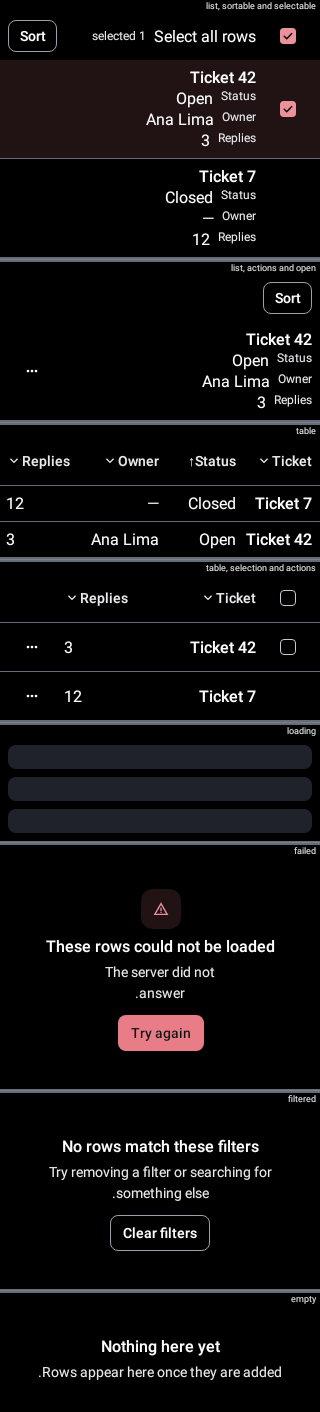 list, sortable and selectable
Select all rows selected 1 Sort
Ticket 42
Status Open
Owner Ana Lima
Replies 3
Ticket 7
Status Closed
Owner —
Replies 12
list, actions and open
Sort
Ticket 42
Status Open
Owner Ana Lima
Replies 3
table
Ticket ↑Status Owner Replies
Ticket 7 Closed — 12
Ticket 42 Open Ana Lima 3
table, selection and actions
Ticket Replies
Ticket 42 3
Ticket 7 12
loading
failed
These rows could not be loaded
The server did not
.answer
Try again
filtered
No rows match these filters
Try removing a filter or searching for
.something else
Clear filters
empty
Nothing here yet
.Rows appear here once they are added